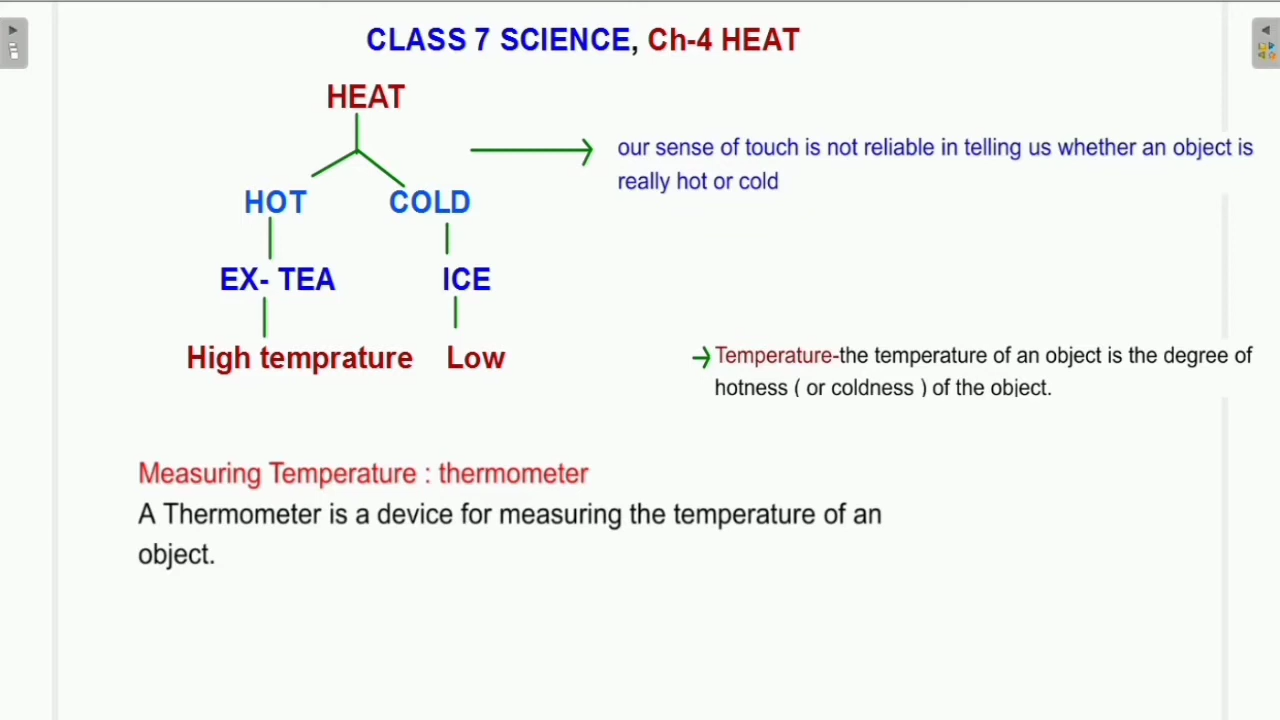 CLASS 7 SCIENCE, Ch-4 HEAT
HEAT
our sense of touch is not reliable in telling us whether an object is
really hot or cold
HOT COLD
EX- TEA ICE
High temprature Low
Temperature-the temperature of an object is the degree of
hotness ( or coldness ) of the object.
Measuring Temperature : thermometer
A Thermometer is a device for measuring the temperature of an
object.